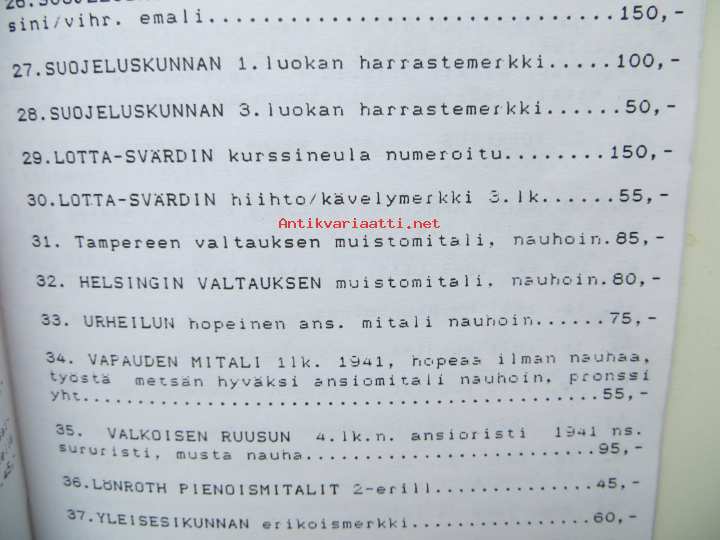 26.SUOJELUSK
sini/vihr. emali..................................150,-
27.SUOJELUSKUNNAN 1.luokan harrastemerkki.....100,-
28.SUOJELUSKUNNAN 3.luokan harrastemerkki......50,-
29.LOTTA-SVÄRDIN kurssineula numeroitu........150,-
30.LOTTA-SVÄRDIN hiihto/kävelymerkki 3.lk....55,-
Antikvariaatti.net
31. Tampereen valtauksen muistomitali, nauhoin.85,-
32. HELSINGIN VALTAUKSEN muistomitali, nauhoin.80,-
33. URHEILUN hopeinen ans. mitali nauhoin......75,-
34. VAPAUDEN MITALI 1lk. 1941, hopeaa ilman nauhaa,
työstä metsän hyväksi ansiomitali nauhoin, pronssi
yht............................................55,-
35. VALKOISEN RUUSUN 4.lk.n. ansioristi 1941 ns.
sururisti, musta nauha.........................95,-
36.LÖNROTH PIENOISMITALIT 2-erill..............45,-
37.YLEISESIKUNNAN erikoismerkki................60,-